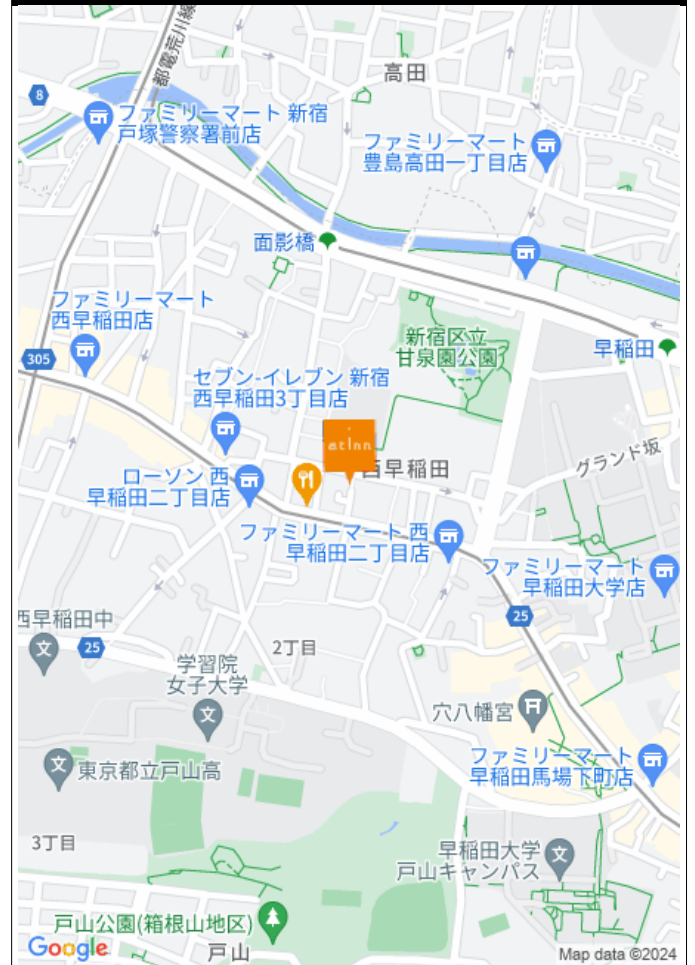 都電荒川線
高田
8
ファミリーマート 新宿
戸塚警察署前店
ファミリーマート
豊島高田一丁目店
面影橋
ファミリーマート
西早稲田店
新宿区立
甘泉園公園
早稲田
305
セブン-イレブン 新宿
西早稲田3丁目店
atinn
西早稲田
グランド坂
ローソン 西
早稲田二丁目店
ファミリーマート 西
早稲田二丁目店
ファミリーマート
早稲田大学店
25
西早稲田中
25
2丁目
学習院
女子大学
穴八幡宮
東京都立戸山高
ファミリーマート
早稲田馬場下町店
3丁目
早稲田大学
戸山キャンパス
戸山公園(箱根山地区)
戸山
Google
Map data ©2024